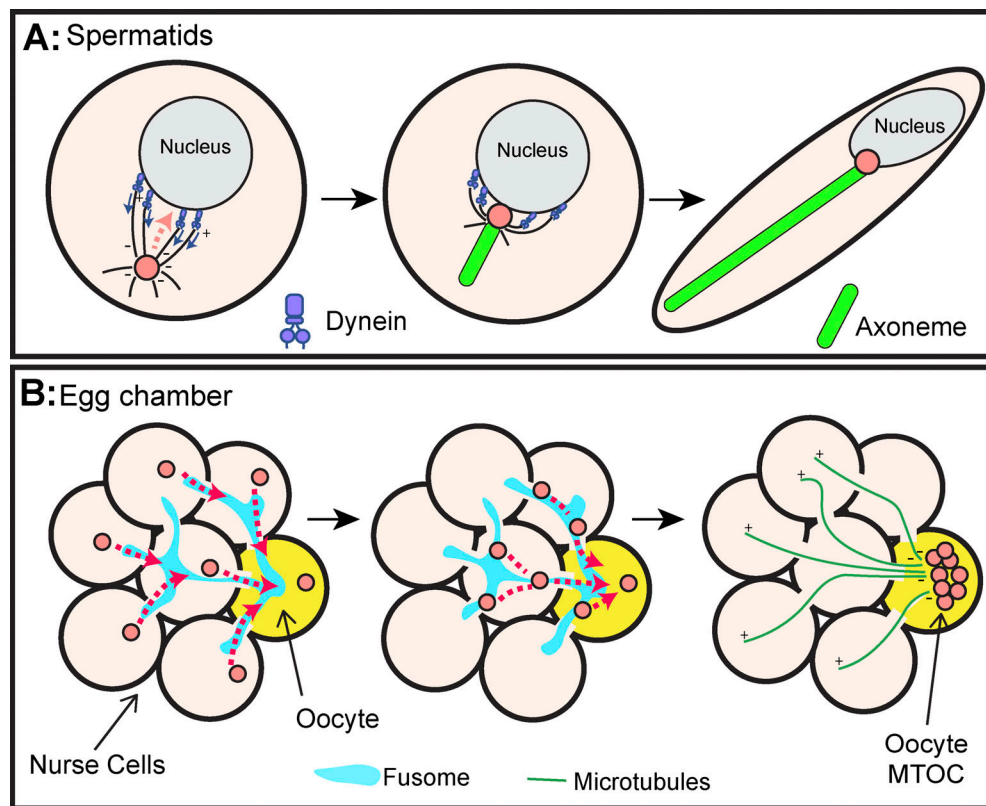 A: Spermatids
Nucleus
Nucleus
Nucleus
+
+
- - - -
Dynein
Axoneme
B: Egg chamber
+
+
+
+
+
- - -
Oocyte
Nurse Cells
Oocyte
MTOC
Fusome
Microtubules